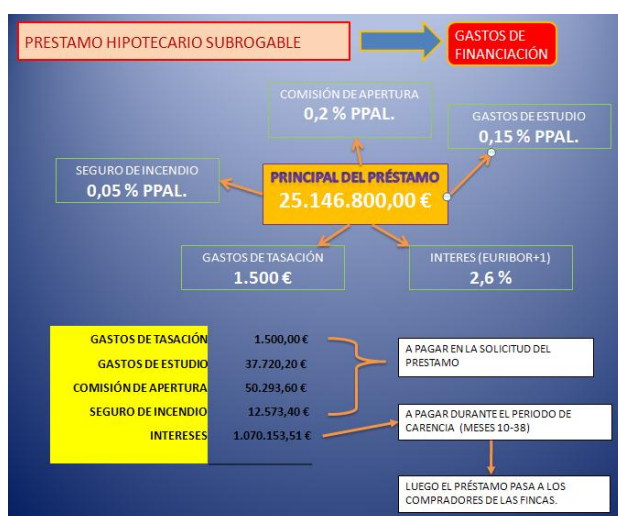 PRESTAMO HIPOTECARIO SUBROGABLE
GASTOS DE
FINANCIACIÓN
COMISIÓN DE APERTURA
0,2 % PPAL.
GASTOS DE ESTUDIO
0,15 % PPAL.
SEGURO DE INCENDIO
0,05 % PPAL.
PRINCIPAL DEL PRÉSTAMO
25.146.800,00 €
GASTOS DE TASACIÓN
1.500 €
INTERES (EURIBOR+1)
2,6 %
GASTOS DE TASACIÓN 1.500,00 €
GASTOS DE ESTUDIO 37.720,20 €
COMISIÓN DE APERTURA 50.293,60 €
SEGURO DE INCENDIO 12.573,40 €
INTERESES 1.070.153,51 €
A PAGAR EN LA SOLICITUD DEL
PRESTAMO
A PAGAR DURANTE EL PERIODO DE
CARENCIA (MESES 10-38)
LUEGO EL PRÉSTAMO PASA A LOS
COMPRADORES DE LAS FINCAS.